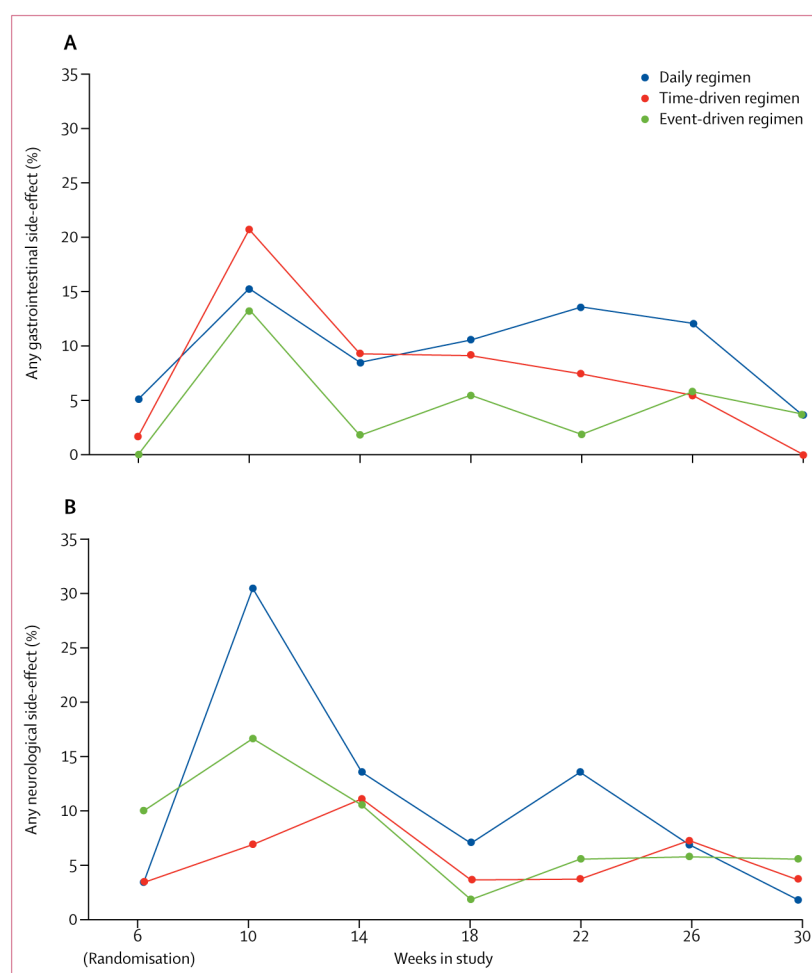 A
35
30
25
20
15
10
5
0
Any gastrointestinal side-effect (%)
Daily regimen
Time-driven regimen
Event-driven regimen
B
35
30
25
20
15
10
5
0
Any neurological side-effect (%)
6 10 14 18 22 26 30
(Randomisation) Weeks in study